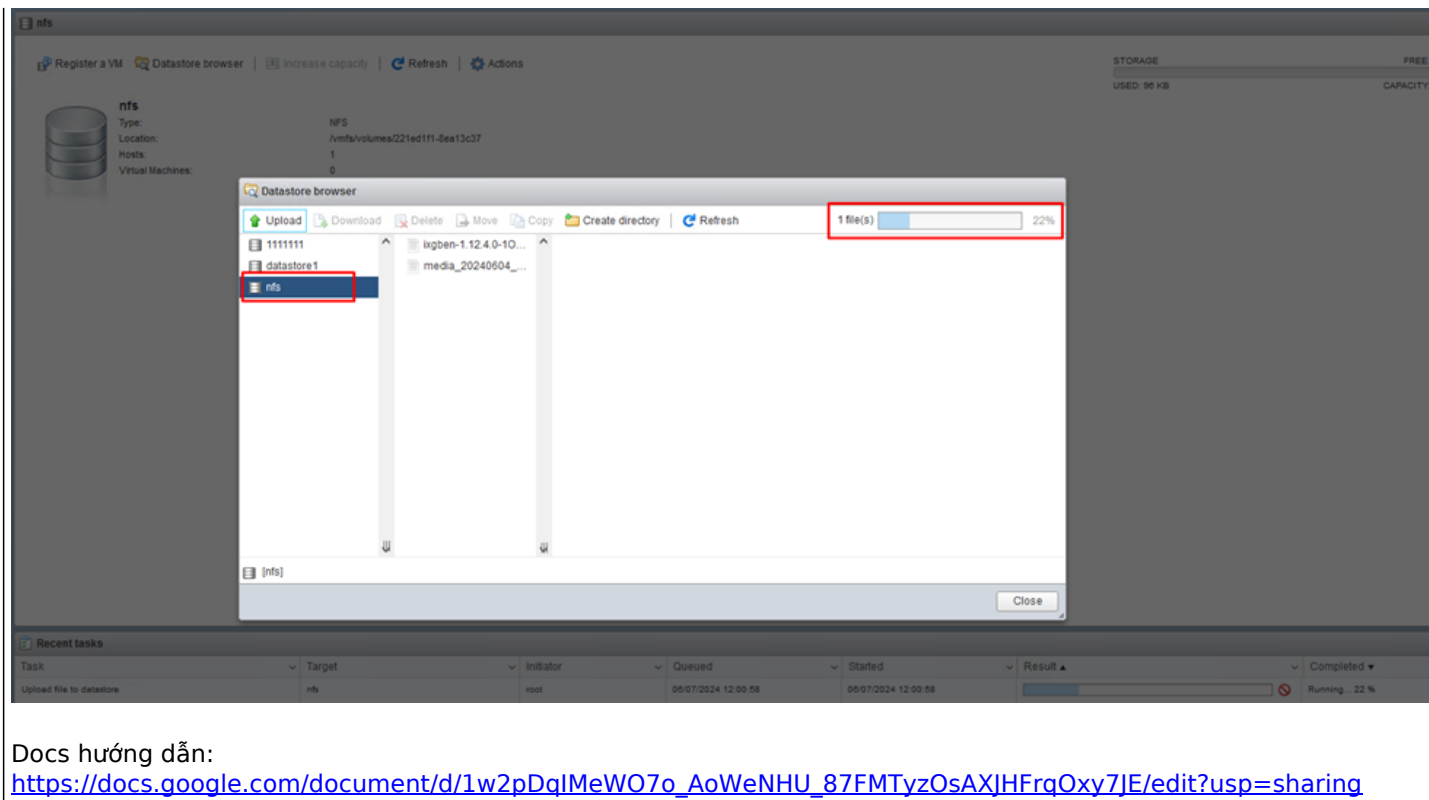 nfs
Register a VM Datastore browser | Increase capacity | Refresh | Actions
STORAGE FREE
USED: 96 KB CAPACITY
nfs
Type: NFS
Location: /vmfs/volumes/221ed1f1-8ea13c37
Hosts: 1
Virtual Machines: 0
Datastore browser
Upload Download Delete Move Copy Create directory | Refresh 1 file(s) 22%
1111111 ixgben-1.12.4.0-1O...
datastore1 media_20240604_...
nfs
[nfs]
Close
Recent tasks
Task Target Initiator Queued Started Result Completed
Upload file to datastore nfs root 06/07/2024 12:00:58 06/07/2024 12:00:58 Running... 22 %
Docs hướng dẫn:
https://docs.google.com/document/d/1w2pDqIMeWO7o_AoWeNHU_87FMTyzOsAXJHFrqOxy7JE/edit?usp=sharing